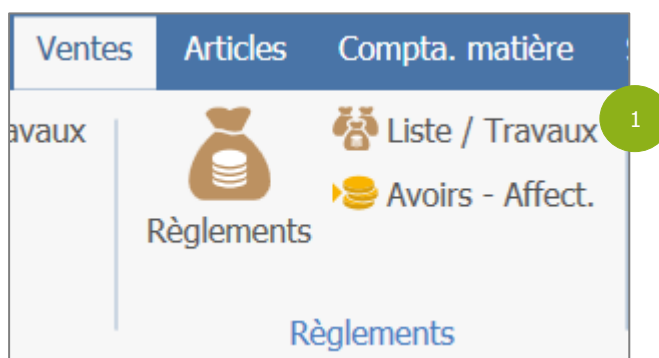 Ventes Articles Compta. matière
avaux
Liste / Travaux
1
Avoirs - Affect.
Règlements
Règlements